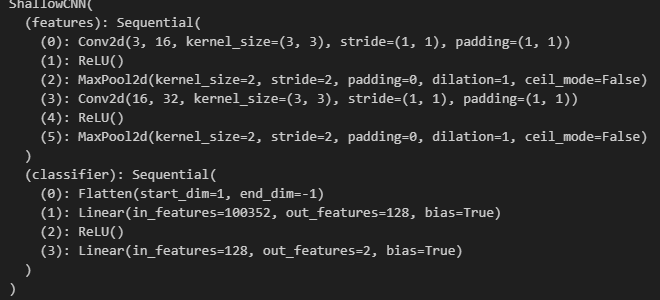 ShallowCNN(
  (features): Sequential(
    (0): Conv2d(3, 16, kernel_size=(3, 3), stride=(1, 1), padding=(1, 1))
    (1): ReLU()
    (2): MaxPool2d(kernel_size=2, stride=2, padding=0, dilation=1, ceil_mode=False)
    (3): Conv2d(16, 32, kernel_size=(3, 3), stride=(1, 1), padding=(1, 1))
    (4): ReLU()
    (5): MaxPool2d(kernel_size=2, stride=2, padding=0, dilation=1, ceil_mode=False)
  )
  (classifier): Sequential(
    (0): Flatten(start_dim=1, end_dim=-1)
    (1): Linear(in_features=100352, out_features=128, bias=True)
    (2): ReLU()
    (3): Linear(in_features=128, out_features=2, bias=True)
  )
)